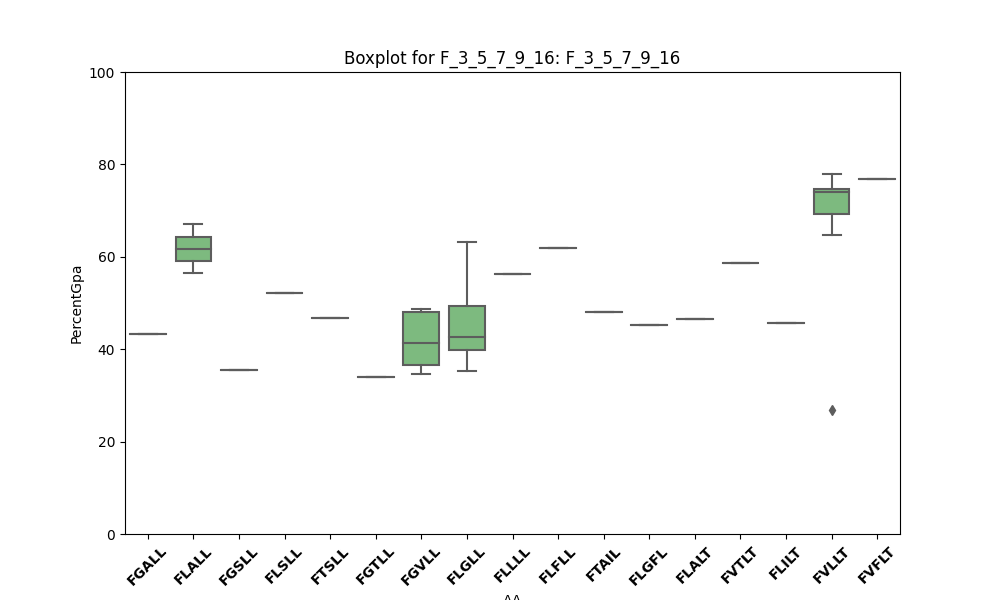 Boxplot for F_3_5_7_9_16: F_3_5_7_9_16
100
80
60
40
20
0
PercentGpa
FGALL
FLALL
FGSLL
FLSLL
FTSLL
FGTLL
FGVLL
FLGLL
FLLLL
FLFLL
FTAIL
FLGFL
FLALT
FVTLT
FLILT
FVLLT
FVFLT
AA